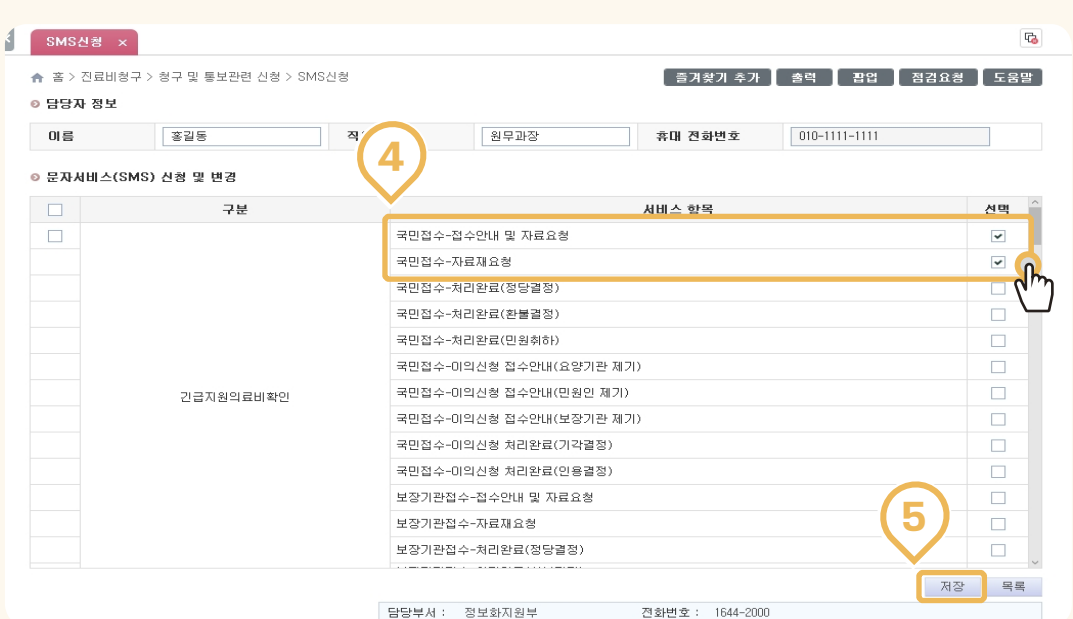 SMS신청 ×
홈 > 진료비청구 > 청구 및 통보관련 신청 > SMS신청
즐겨찾기 추가 출력 팝업 점검요청 도움말
담당자 정보
이름 홍길동 직 원무과장 휴대 전화번호 010-1111-1111
4
문자서비스(SMS) 신청 및 변경
구분 서비스 항목 선택
국민접수-접수안내 및 자료요청
국민접수-자료재요청
국민접수-처리완료(정당결정)
국민접수-처리완료(환불결정)
국민접수-처리완료(민원취하)
국민접수-이의신청 접수안내(요양기관 제기)
긴급지원의료비확인 국민접수-이의신청 접수안내(민원인 제기)
국민접수-이의신청 접수안내(보장기관 제기)
국민접수-이의신청 처리완료(기각결정)
국민접수-이의신청 처리완료(인용결정)
보장기관접수-접수안내 및 자료요청
보장기관접수-자료재요청
5
보장기관접수-처리완료(정당결정)
저장 목록
담당부서 : 정보화지원부 전화번호 : 1644-2000